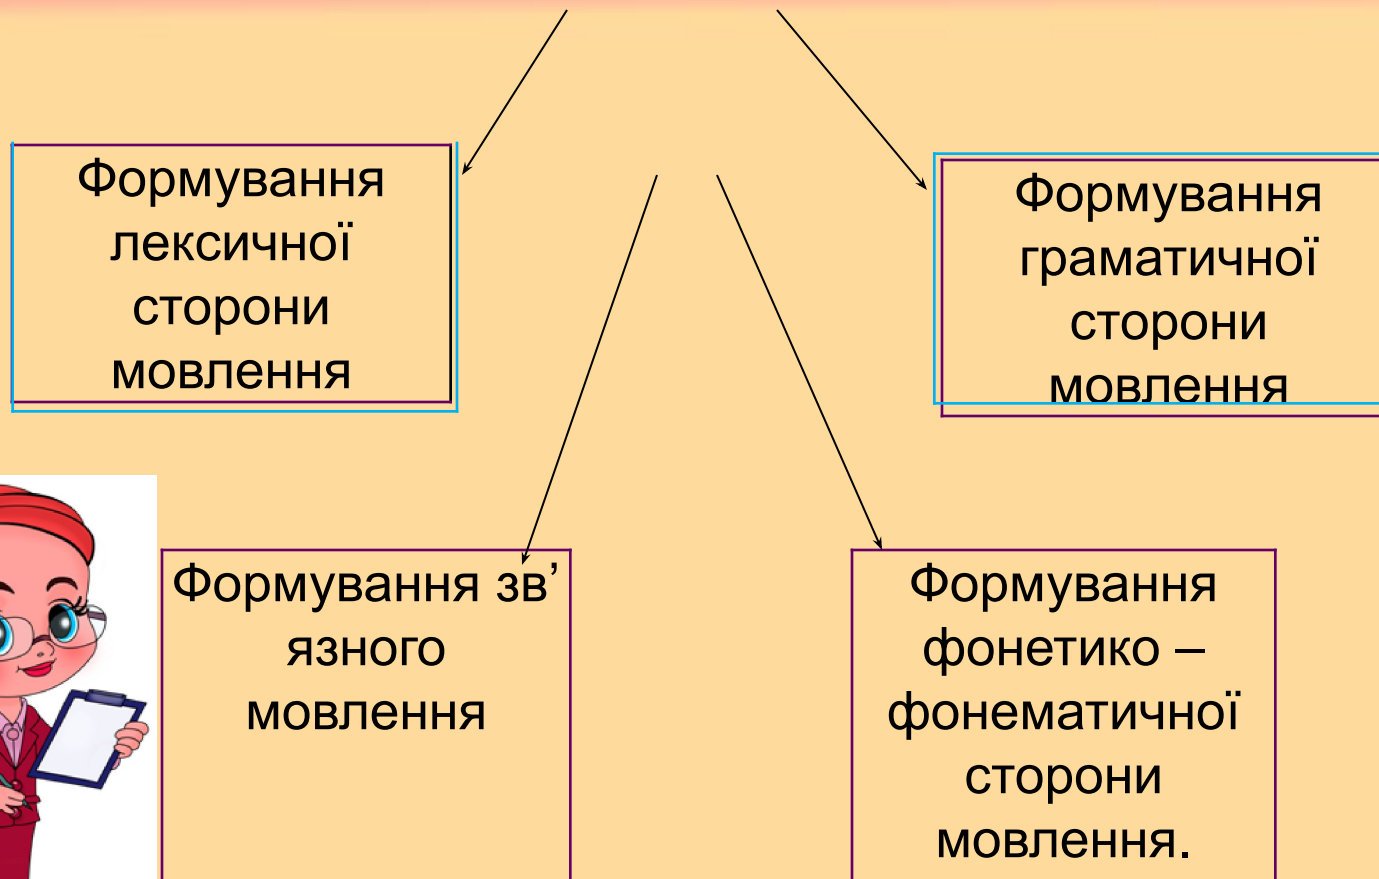 Формування
лексичної
сторони
мовлення
Формування
граматичної
сторони
мовлення
Формування зв’
язного
мовлення
Формування
фонетико –
фонематичної
сторони
мовлення.